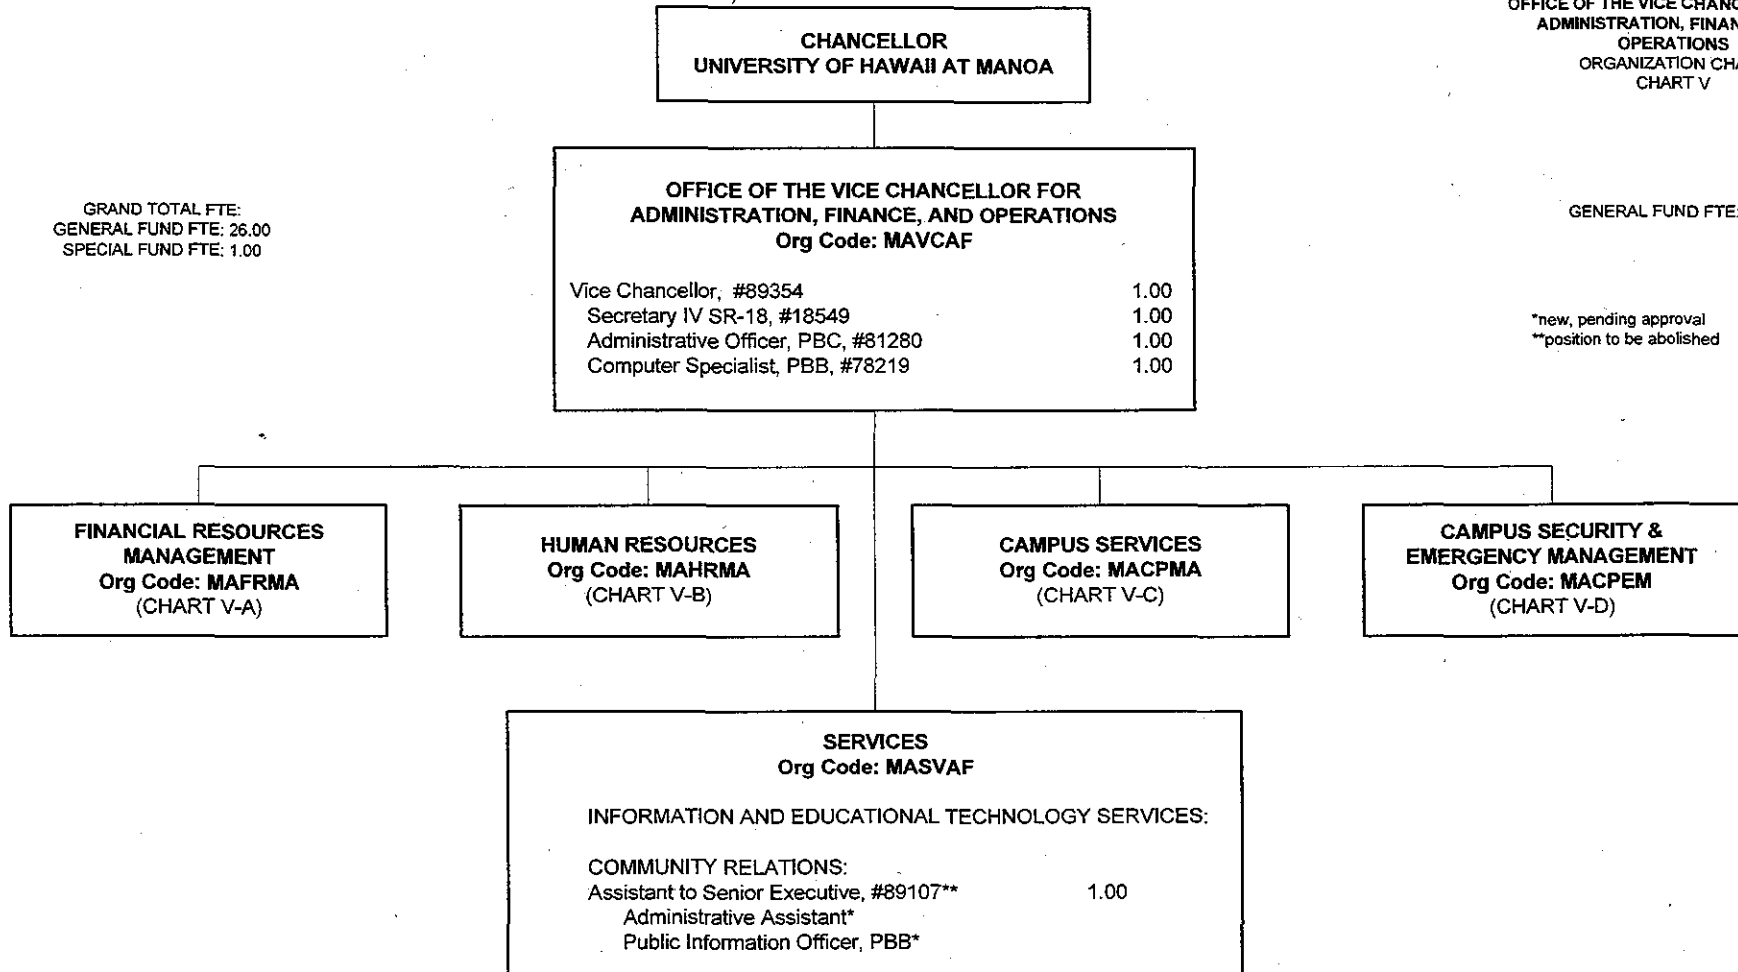 CHANCELLOR
UNIVERSITY OF HAWAII AT MANOA
OFFICE OF THE VICE
ADMINISTRATION,
OPERATIONS
ORGANIZATION
CHART V
GRAND TOTAL FTE:
GENERAL FUND FTE: 26.00
SPECIAL FUND FTE: 1.00
OFFICE OF THE VICE CHANCELLOR FOR
ADMINISTRATION, FINANCE, AND OPERATIONS
Org Code: MAVCAF
Vice Chancellor, #89354 1.00
Secretary IV SR-18, #18549 1.00
Administrative Officer, PBC, #81280 1.00
Computer Specialist, PBB, #78219 1.00
GENERAL FUND FTE:
*new, pending approval
**position to be abolished
FINANCIAL RESOURCES
MANAGEMENT
Org Code: MAFRMA
(CHART V-A)
HUMAN RESOURCES
Org Code: MAHRMA
(CHART V-B)
CAMPUS SERVICES
Org Code: MACPMA
(CHART V-C)
CAMPUS SECURITY &
EMERGENCY MANAGEMENT
Org Code: MACPEM
(CHART V-D)
SERVICES
Org Code: MASVAF
INFORMATION AND EDUCATIONAL TECHNOLOGY SERVICES:
COMMUNITY RELATIONS:
Assistant to Senior Executive, #89107** 1.00
Administrative Assistant*
Public Information Officer, PBB*